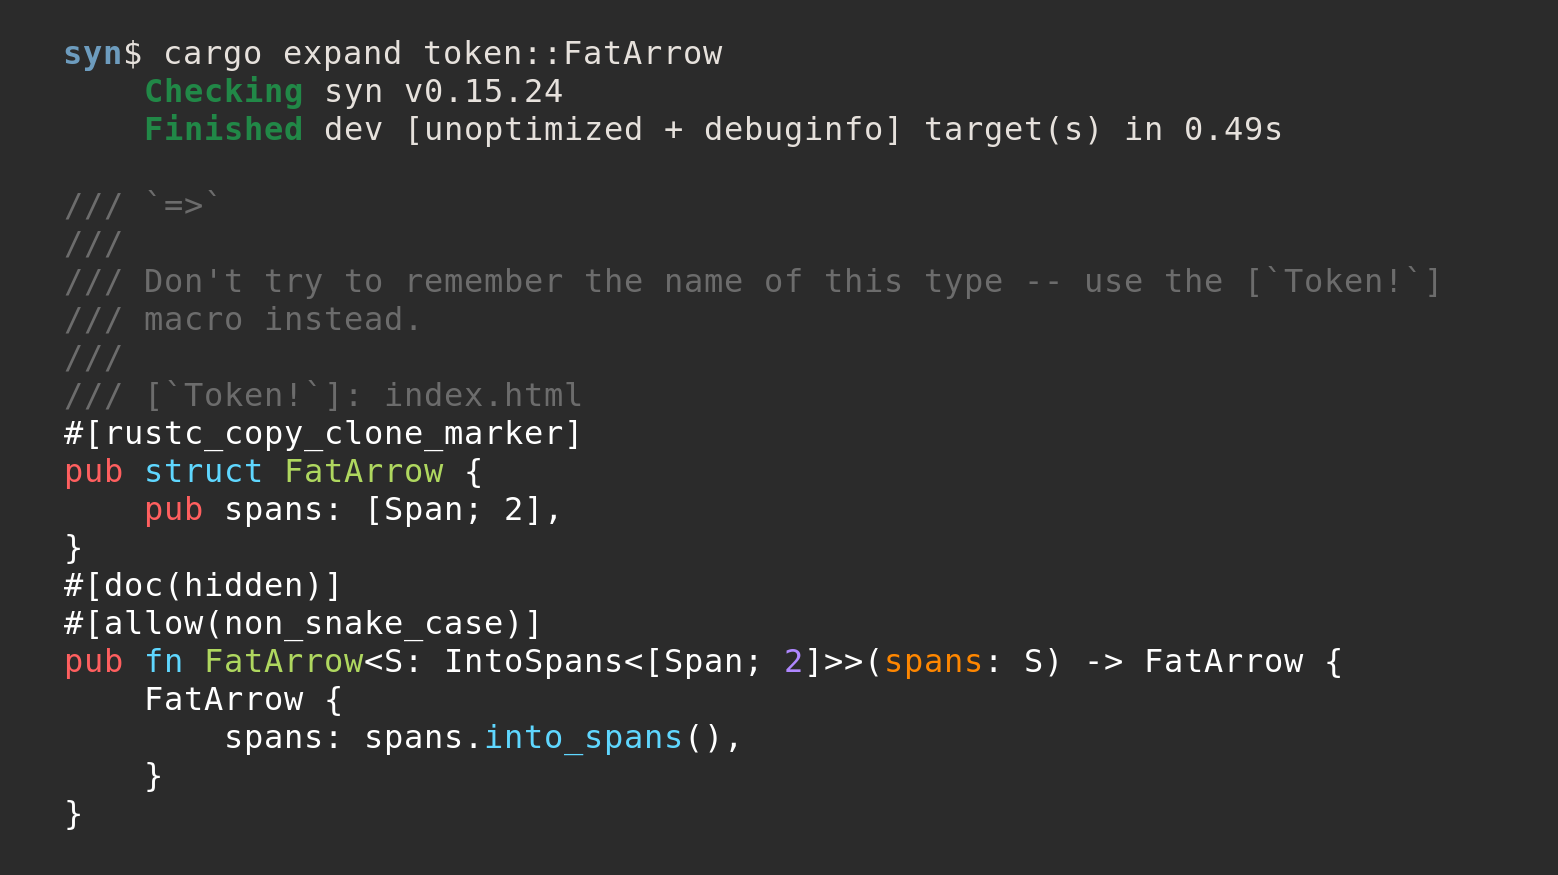 syn$ cargo expand token::FatArrow
    Checking syn v0.15.24
    Finished dev [unoptimized + debuginfo] target(s) in 0.49s

/// `=>`
///
/// Don't try to remember the name of this type -- use the [`Token!`]
/// macro instead.
///
/// [`Token!`]: index.html
#[rustc_copy_clone_marker]
pub struct FatArrow {
    pub spans: [Span; 2],
}
#[doc(hidden)]
#[allow(non_snake_case)]
pub fn FatArrow<S: IntoSpans<[Span; 2]>>(spans: S) -> FatArrow {
    FatArrow {
        spans: spans.into_spans(),
    }
}